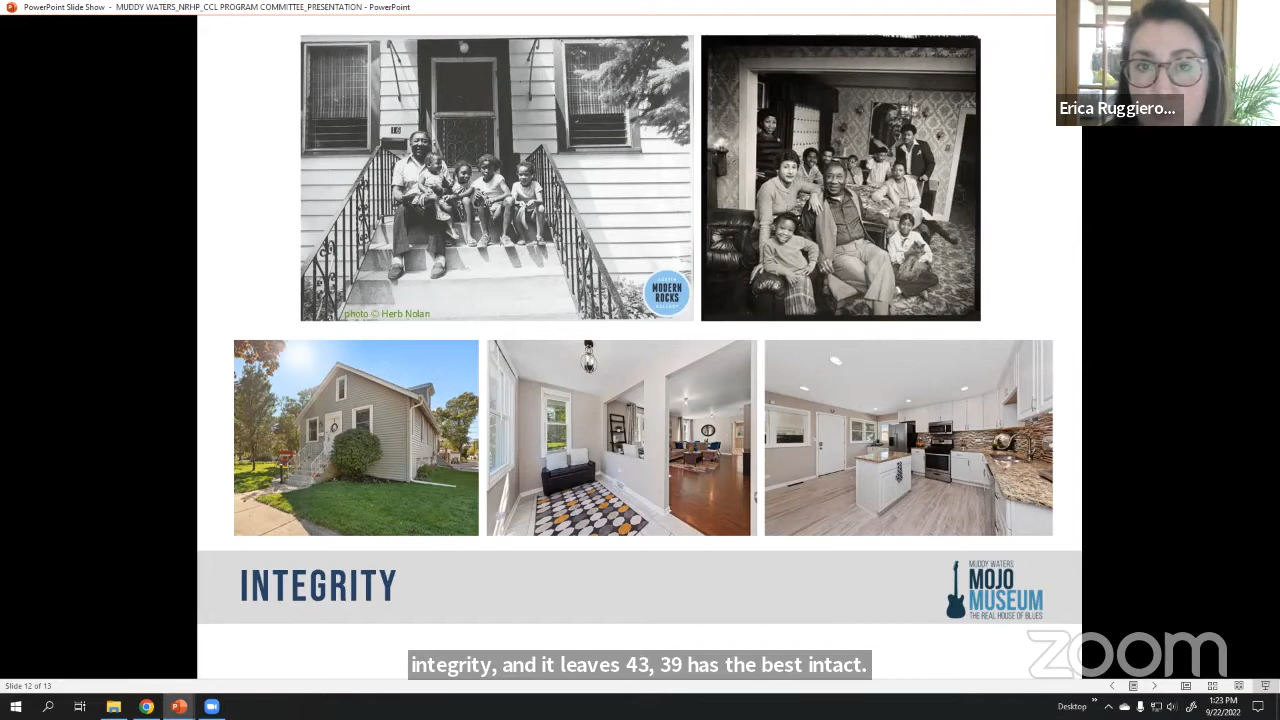 PowerPoint Slide Show - MUDDY WATERS_NRHP_CCL PROGRAM COMMITTEE_PRESENTATION - PowerPoint
Erica Ruggiero...
16
MODERN
ROCKS
photo © Herb Nolan
INTEGRITY
MUDDY WATERS
MOJO
MUSEUM
THE REAL HOUSE OF BLUES
integrity, and it leaves 43, 39 has the best intact.
zoom
Slide 12 of 13
Desktop
1:23 PM
9/22/2022